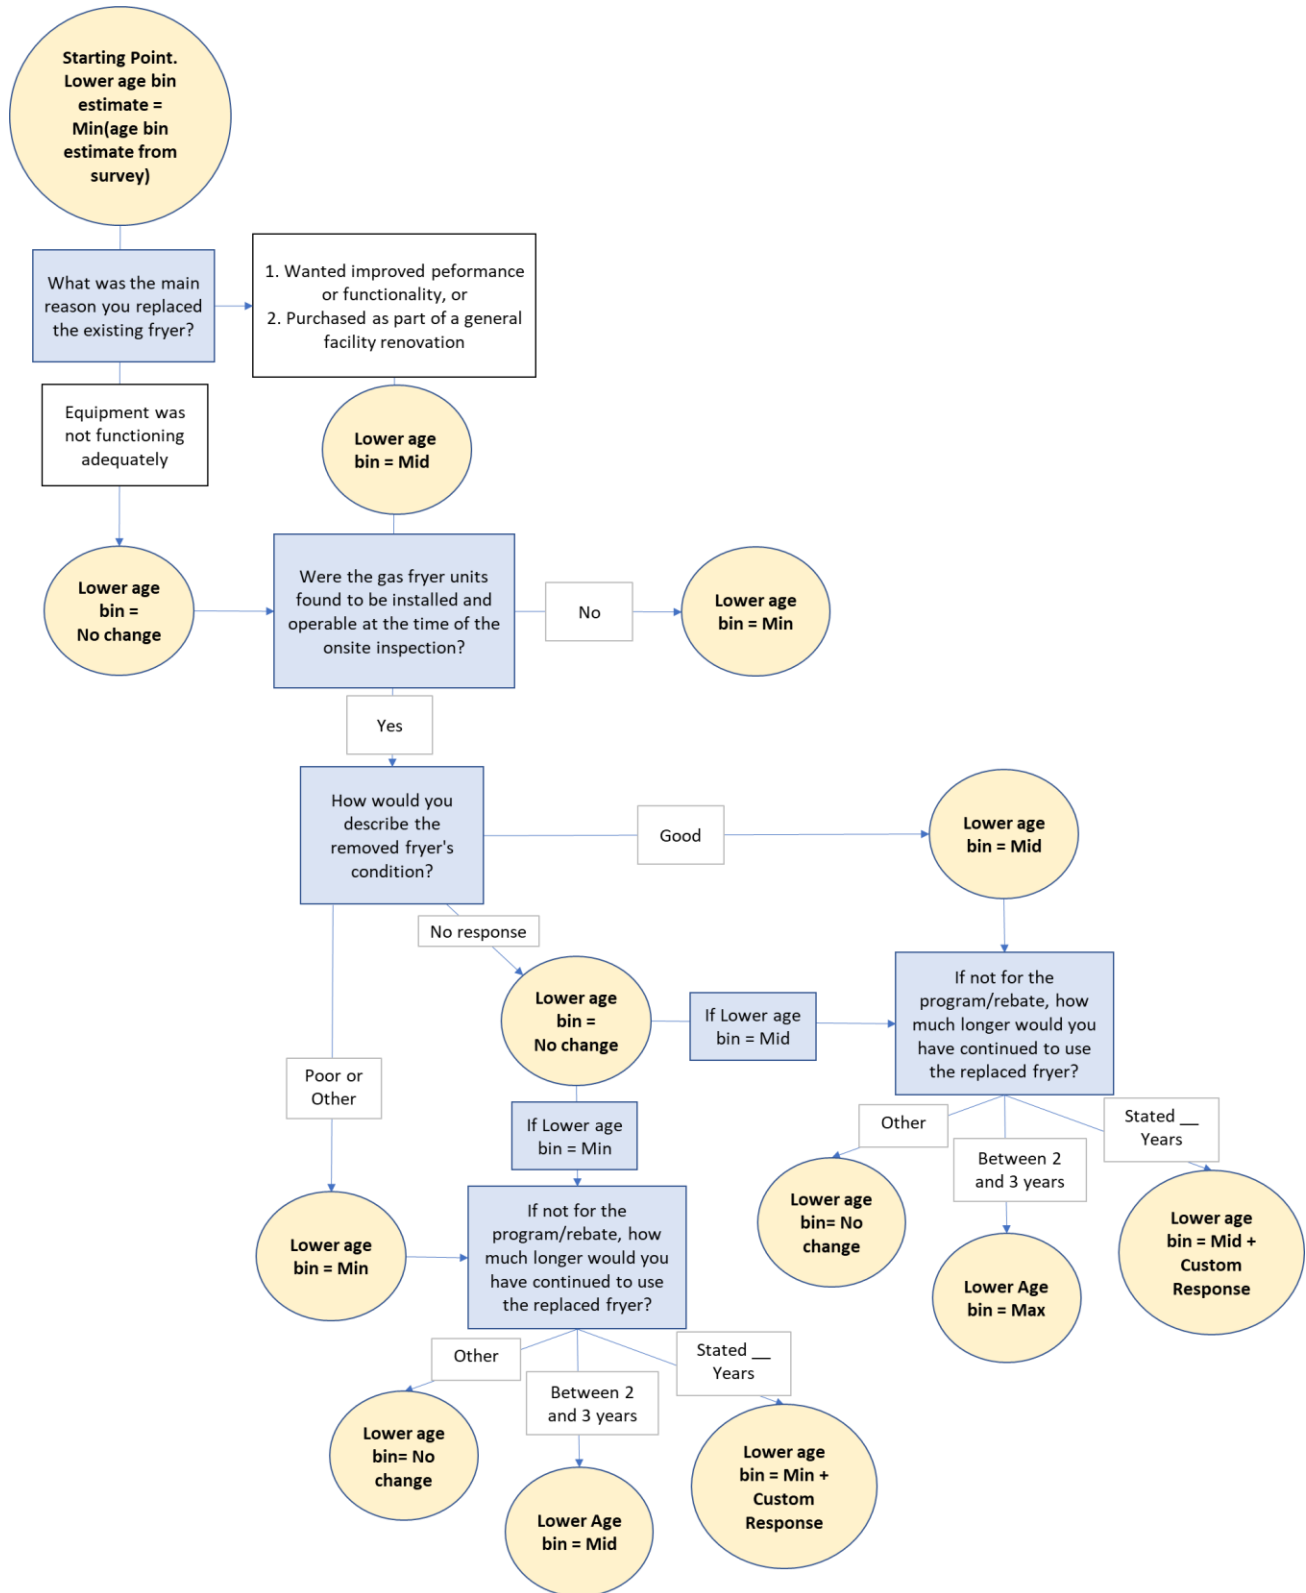 Starting Point.
Lower age bin
estimate =
Min(age bin
estimate from
survey)
What was the main
reason you replaced
the existing fryer?
1. Wanted improved peformance
or functionality, or
2. Purchased as part of a general
facility renovation
Equipment was
not functioning
adequately
Lower age
bin = Mid
Lower age
bin =
No change
Were the gas fryer units
found to be installed and
operable at the time of the
onsite inspection?
No
Lower age
bin = Min
Yes
How would you
describe the
removed fryer's
condition?
Good
Lower age
bin = Mid
No response
Lower age
bin =
No change
If Lower age
bin = Mid
If not for the
program/rebate, how
much longer would you
have continued to use
the replaced fryer?
Poor or
Other
If Lower age
bin = Min
Other
Between 2
and 3 years
Stated __
Years
Lower age
bin= No
change
Lower Age
bin = Max
Lower age
bin = Mid +
Custom
Response
Lower age
bin = Min
If not for the
program/rebate, how
much longer would you
have continued to use
the replaced fryer?
Other
Between 2
and 3 years
Stated __
Years
Lower age
bin= No
change
Lower Age
bin = Mid
Lower age
bin = Min +
Custom
Response